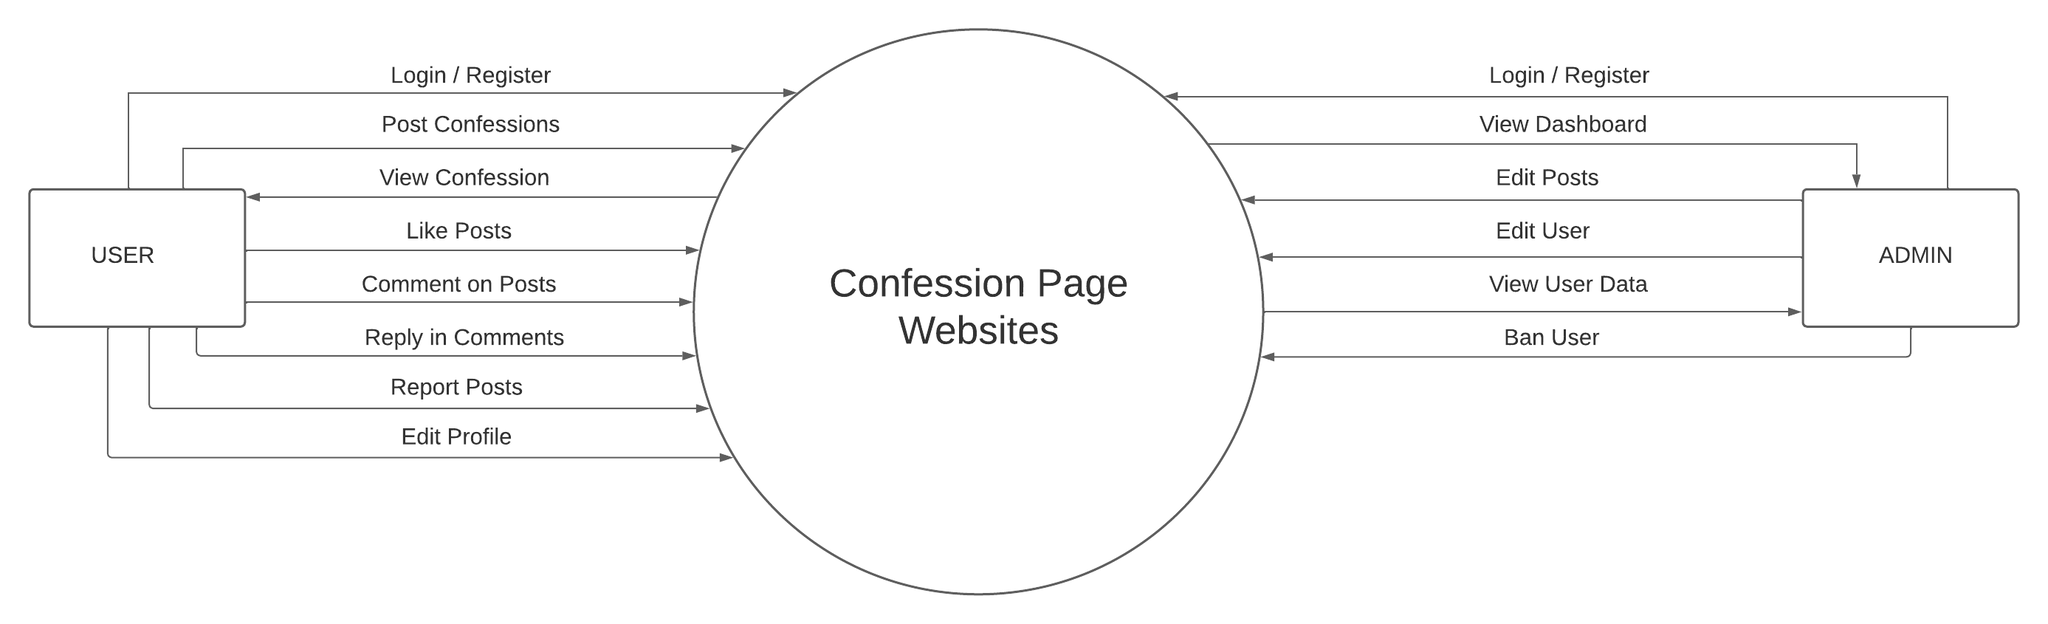 Login / Register
Post Confessions
View Confession
Like Posts
Comment on Posts
Reply in Comments
Report Posts
Edit Profile
USER
Confession Page
Websites
Login / Register
View Dashboard
Edit Posts
Edit User
View User Data
Ban User
ADMIN